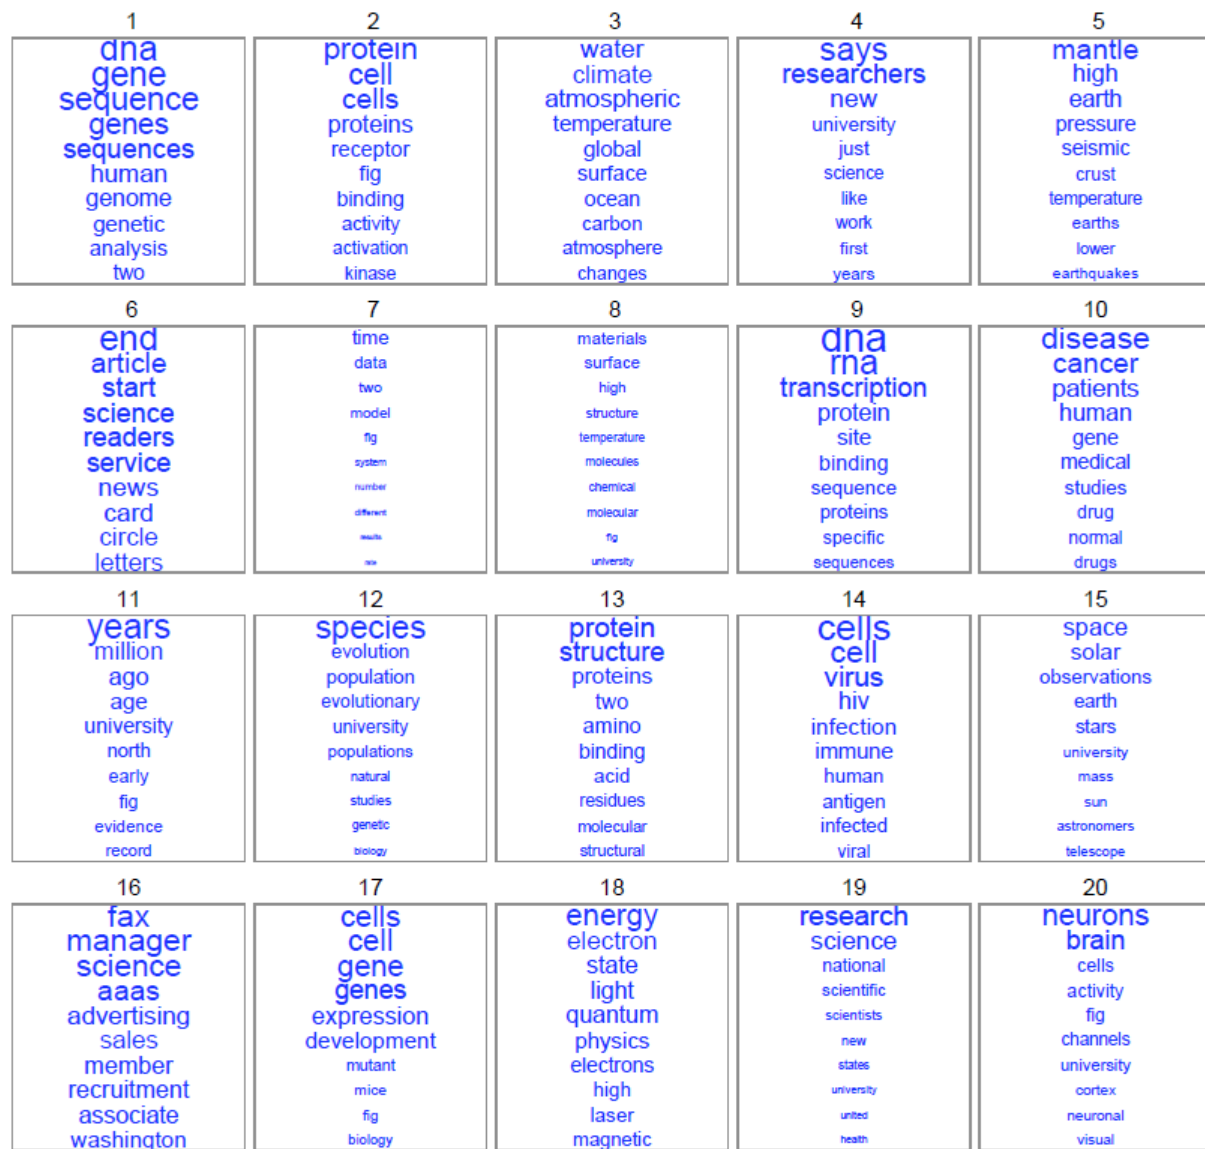 1 2 3 4 5
dna protein water says mantle
gene cell climate researchers high
sequence cells atmospheric new earth
genes proteins temperature university pressure
sequences receptor global just seismic
human fig surface science crust
genome binding ocean like temperature
genetic activity carbon work earths
analysis activation atmosphere first lower
two kinase changes years earthquakes
6 7 8 9 10
end time materials dna disease
article data surface rna cancer
start two high transcription patients
science model structure protein human
readers fig temperature site gene
service system molecules binding medical
news number chemical sequence studies
card different molecular proteins drug
circle results fig specific normal
letters rate university sequences drugs
11 12 13 14 15
years species protein cells space
million evolution structure cell solar
ago population proteins virus observations
age evolutionary two hiv earth
university university amino infection stars
north populations binding immune university
early natural acid human mass
fig studies residues antigen sun
evidence genetic molecular infected astronomers
record biology structural viral telescope
16 17 18 19 20
fax cells energy research neurons
manager cell electron science brain
science gene state national cells
aaas genes light scientific activity
advertising expression quantum scientists fig
sales development physics new channels
member mutant electrons states university
recruitment mice high university cortex
associate fig laser united neuronal
washington biology magnetic health visual